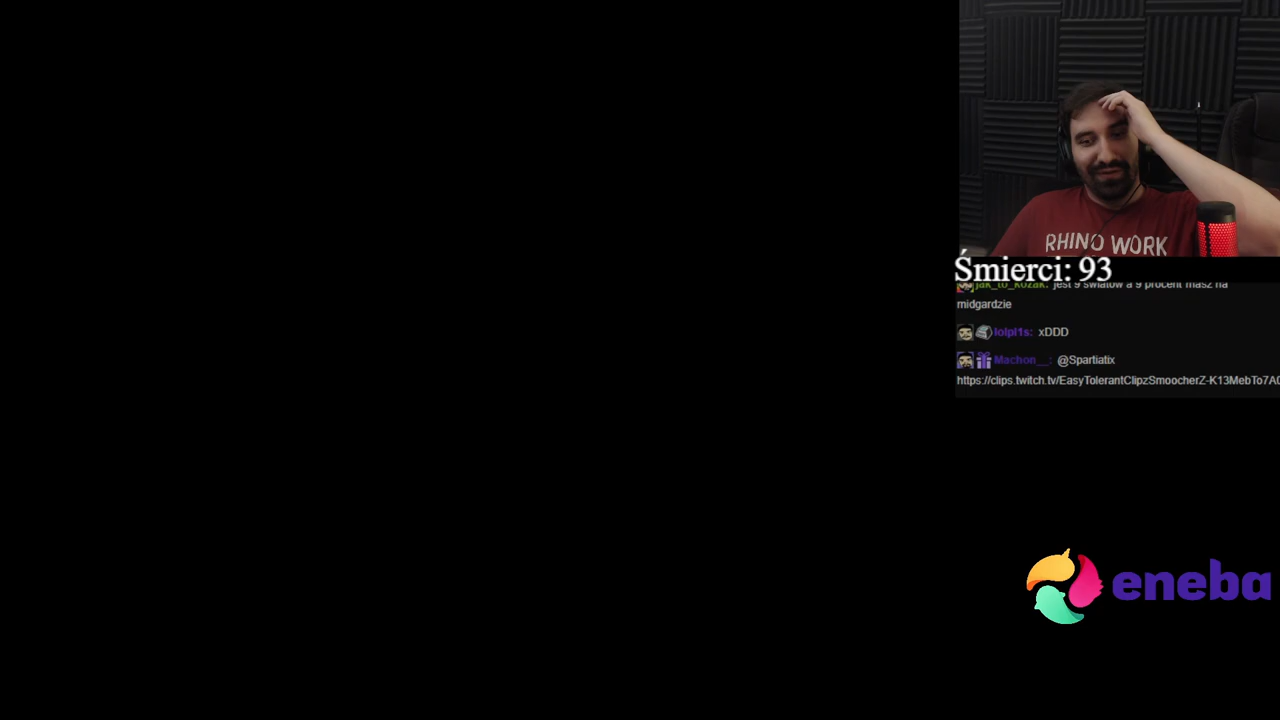 RHINO WORK
Śmierci: 93
jak_to_kozak: jest 9 światów a 9 procent masz na
midgardzie
lolpl1s: xDDD
Machon__: @Spartiatix
https://clips.twitch.tv/EasyTolerantClipzSmoocherZ-K13MebTo7A
eneba